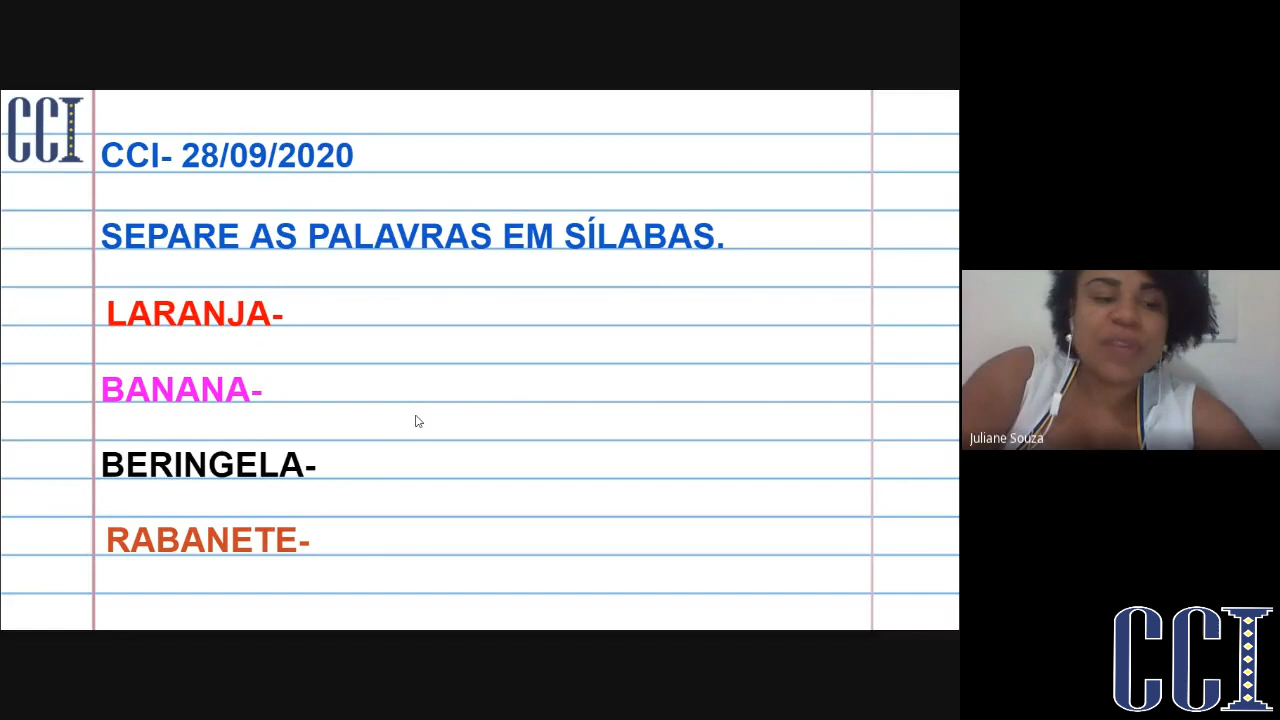 CCI
CCI- 28/09/2020
SEPARE AS PALAVRAS EM SÍLABAS.
LARANJA-
BANANA-
BERINGELA-
RABANETE-
Juliane Souza
CCI